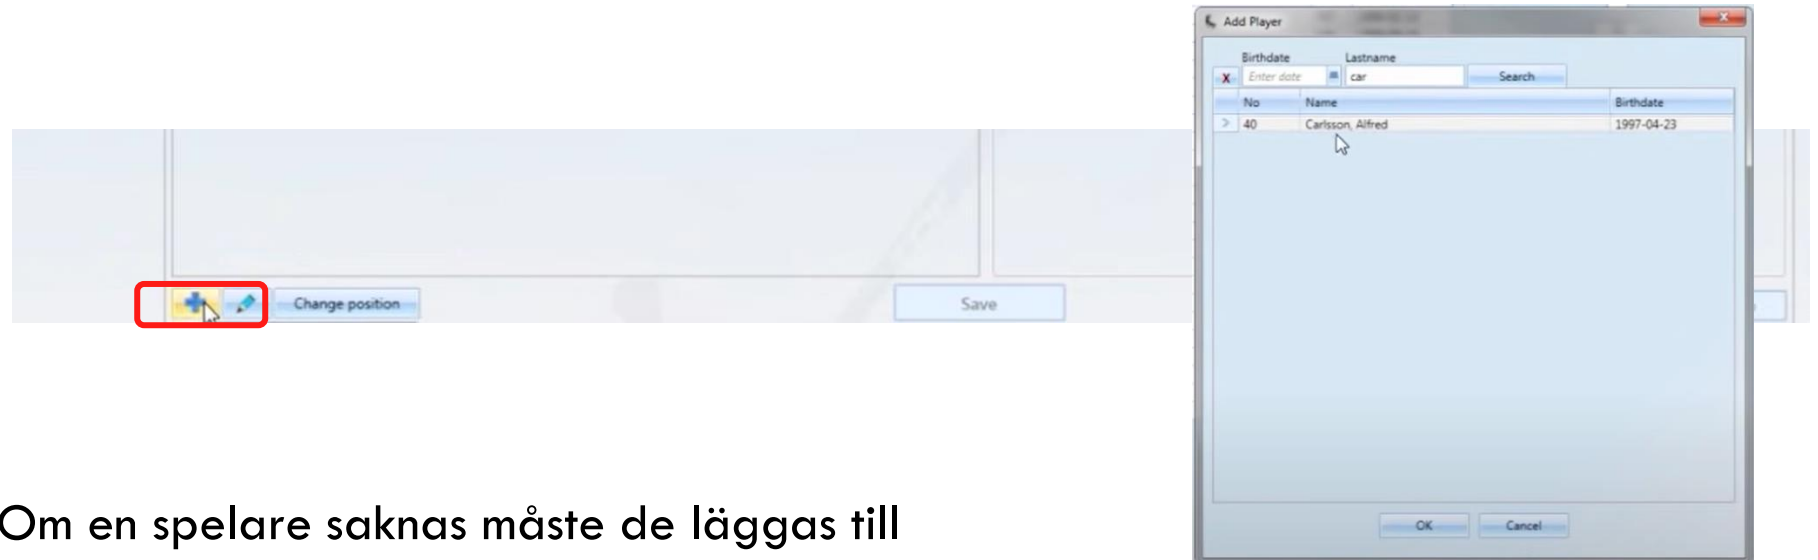 Add Player
Birthdate Lastname
X Enter date car Search
No Name Birthdate
> 40 Carlsson, Alfred 1997-04-23
Change position
Save
OK Cancel
Om en spelare saknas måste de läggas till